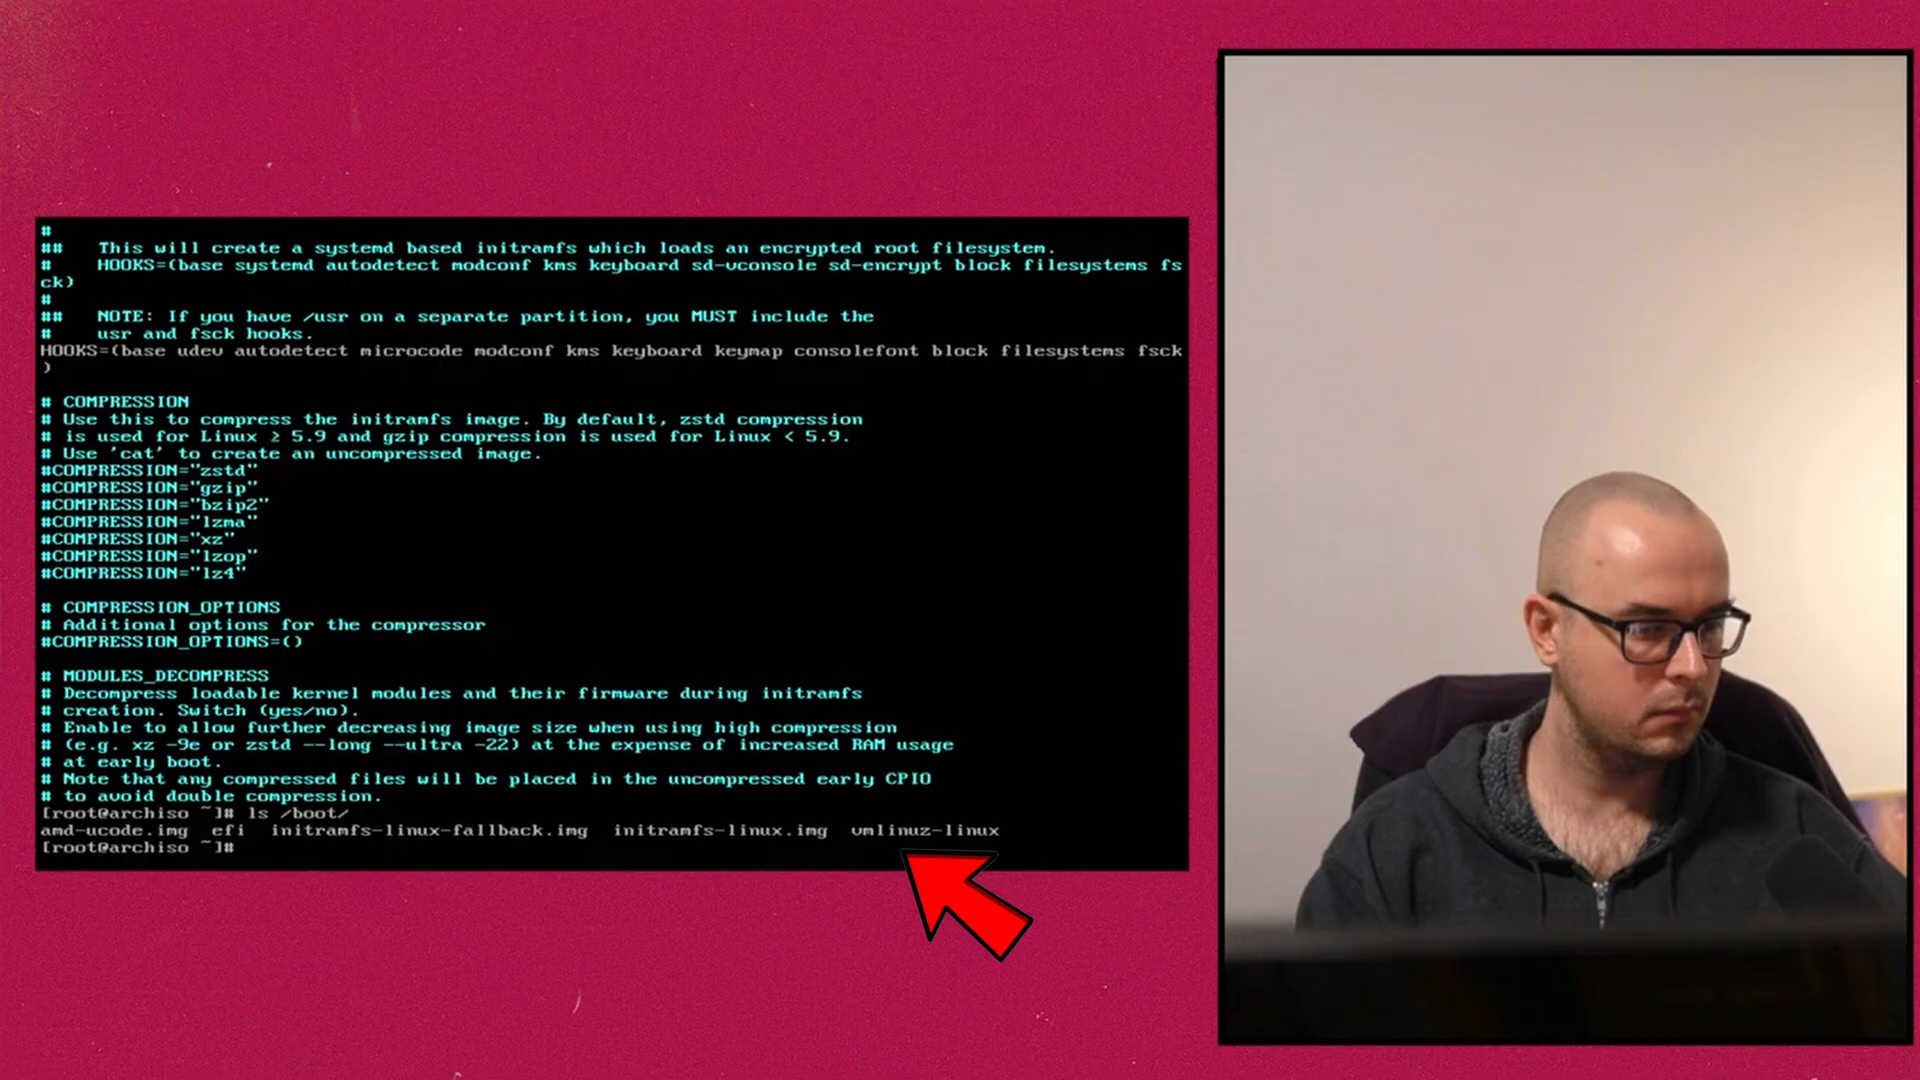 #
##   This will create a systemd based initramfs which loads an encrypted root filesystem.
#    HOOKS=(base systemd autodetect modconf kms keyboard sd-vconsole sd-encrypt block filesystems fs
ck)
#
##   NOTE: If you have /usr on a separate partition, you MUST include the
#    usr and fsck hooks.
HOOKS=(base udev autodetect microcode modconf kms keyboard keymap consolefont block filesystems fsck
)
# COMPRESSION
# Use this to compress the initramfs image. By default, zstd compression
# is used for Linux ≥ 5.9 and gzip compression is used for Linux < 5.9.
# Use 'cat' to create an uncompressed image.
#COMPRESSION="zstd"
#COMPRESSION="gzip"
#COMPRESSION="bzip2"
#COMPRESSION="lzma"
#COMPRESSION="xz"
#COMPRESSION="lzop"
#COMPRESSION="lz4"
# COMPRESSION_OPTIONS
# Additional options for the compressor
#COMPRESSION_OPTIONS=()
# MODULES_DECOMPRESS
# Decompress loadable kernel modules and their firmware during initramfs
# creation. Switch (yes/no).
# Enable to allow further decreasing image size when using high compression
# (e.g. xz -9e or zstd --long --ultra -22) at the expense of increased RAM usage
# at early boot.
# Note that any compressed files will be placed in the uncompressed early CPIO
# to avoid double compression.
[root@archiso ~]# ls /boot/
amd-ucode.img  efi  initramfs-linux-fallback.img  initramfs-linux.img  vmlinuz-linux
[root@archiso ~]#